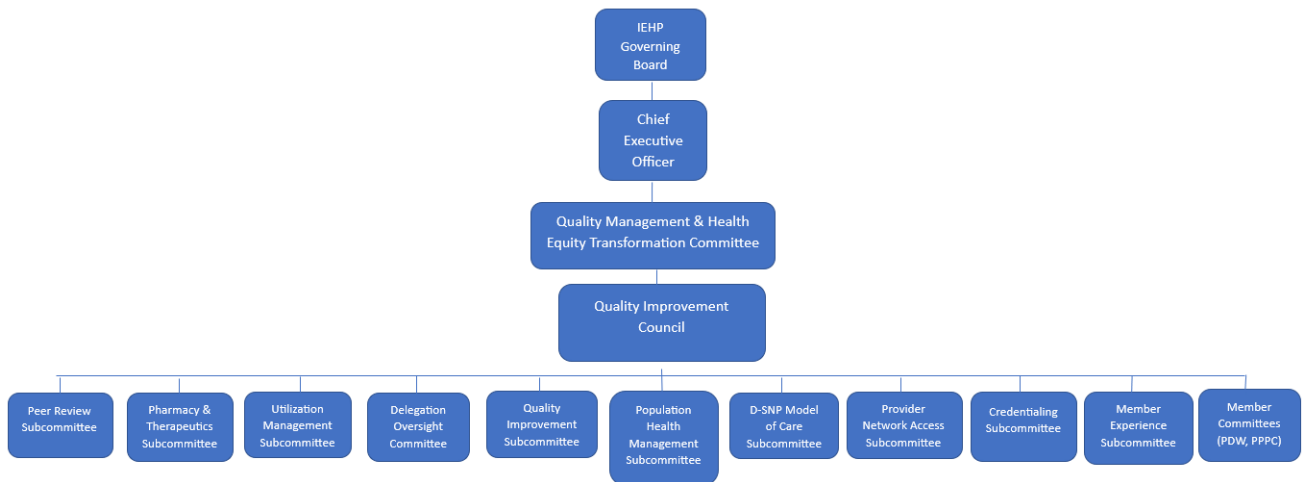 IEHP
Governing
Board
Chief
Executive
Officer
Quality Management & Health
Equity Transformation Committee
Quality Improvement
Council
Peer Review
Subcommittee
Pharmacy &
Therapeutics
Subcommittee
Utilization
Management
Subcommittee
Delegation
Oversight
Committee
Quality
Improvement
Subcommittee
Population
Health
Management
Subcommittee
D-SNP Model
of Care
Subcommittee
Provider
Network Access
Subcommittee
Credentialing
Subcommittee
Member
Experience
Subcommittee
Member
Committees
(PDW, PPPC)